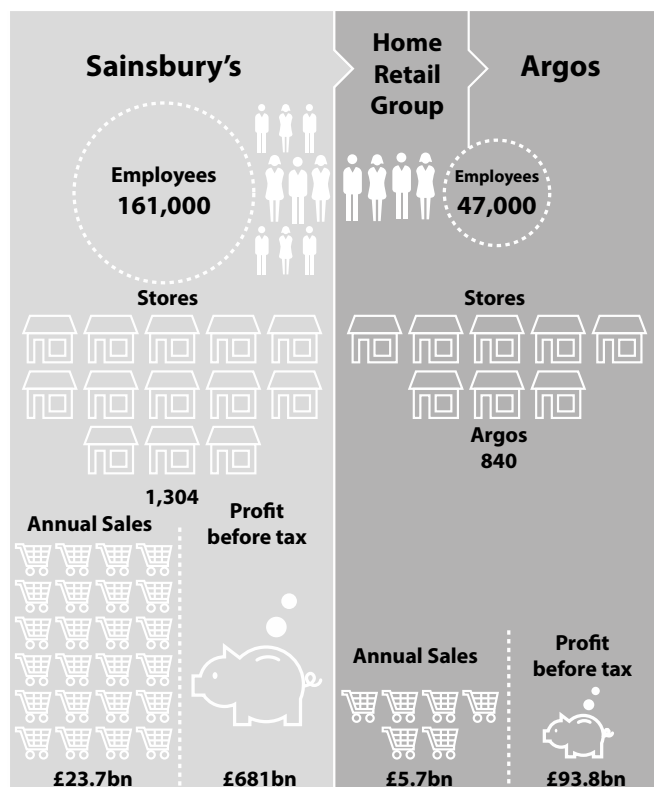 Sainsbury's
Home
Retail
Group
Argos
Employees
161,000
Employees
47,000
Stores
1,304
Stores
Argos
840
Annual Sales
£23.7bn
Profit
before tax
£681bn
Annual Sales
£5.7bn
Profit
before tax
£93.8bn